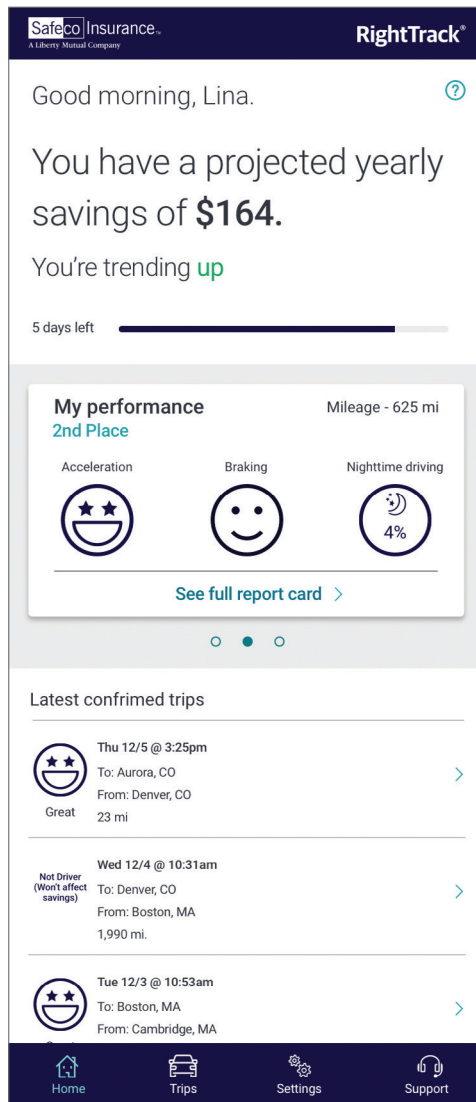 Safeco Insurance™
RightTrack®
A Liberty Mutual Company
Good morning, Lina.
?
You have a projected yearly
savings of $164.
You're trending up
5 days left
My performance
Mileage - 625 mi
2nd Place
Acceleration
Braking
Nighttime driving
4%
See full report card >
Latest confrimed trips
Thu 12/5 @ 3:25pm
To: Aurora, CO
From: Denver, CO
Great
23 mi
Wed 12/4 @ 10:31am
Not Driver
(Won't affect
savings)
To: Denver, CO
From: Boston, MA
1,990 mi.
Tue 12/3 @ 10:53am
To: Boston, MA
From: Cambridge, MA
Home
Trips
Settings
Support